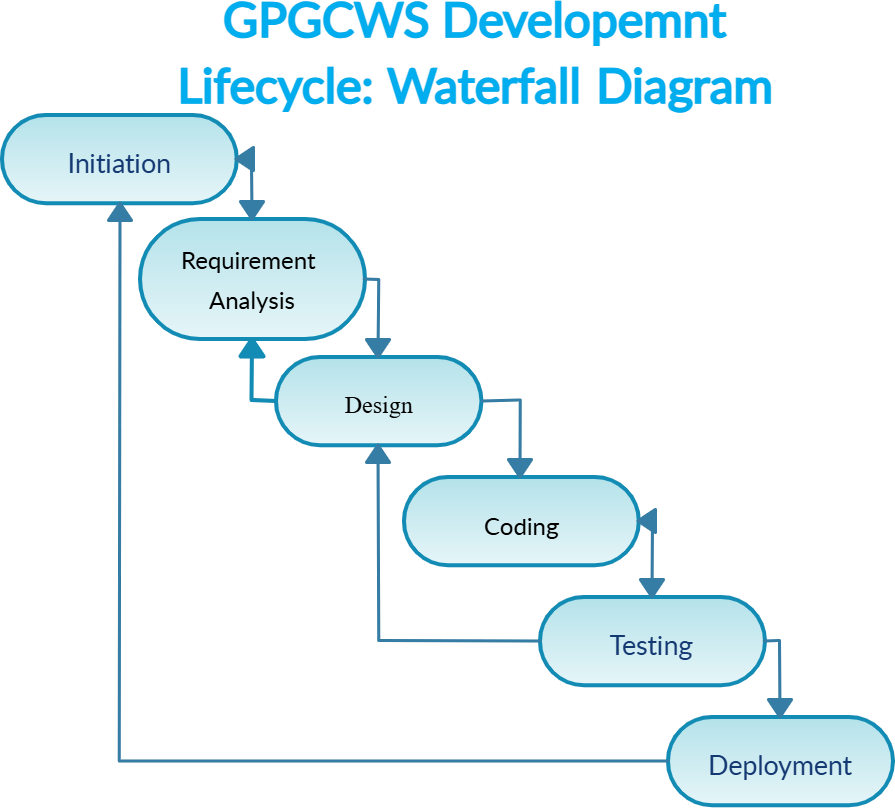 GPGCWS Developemnt
Lifecycle: Waterfall Diagram
Initiation
Requirement
Analysis
Design
Coding
Testing
Deployment